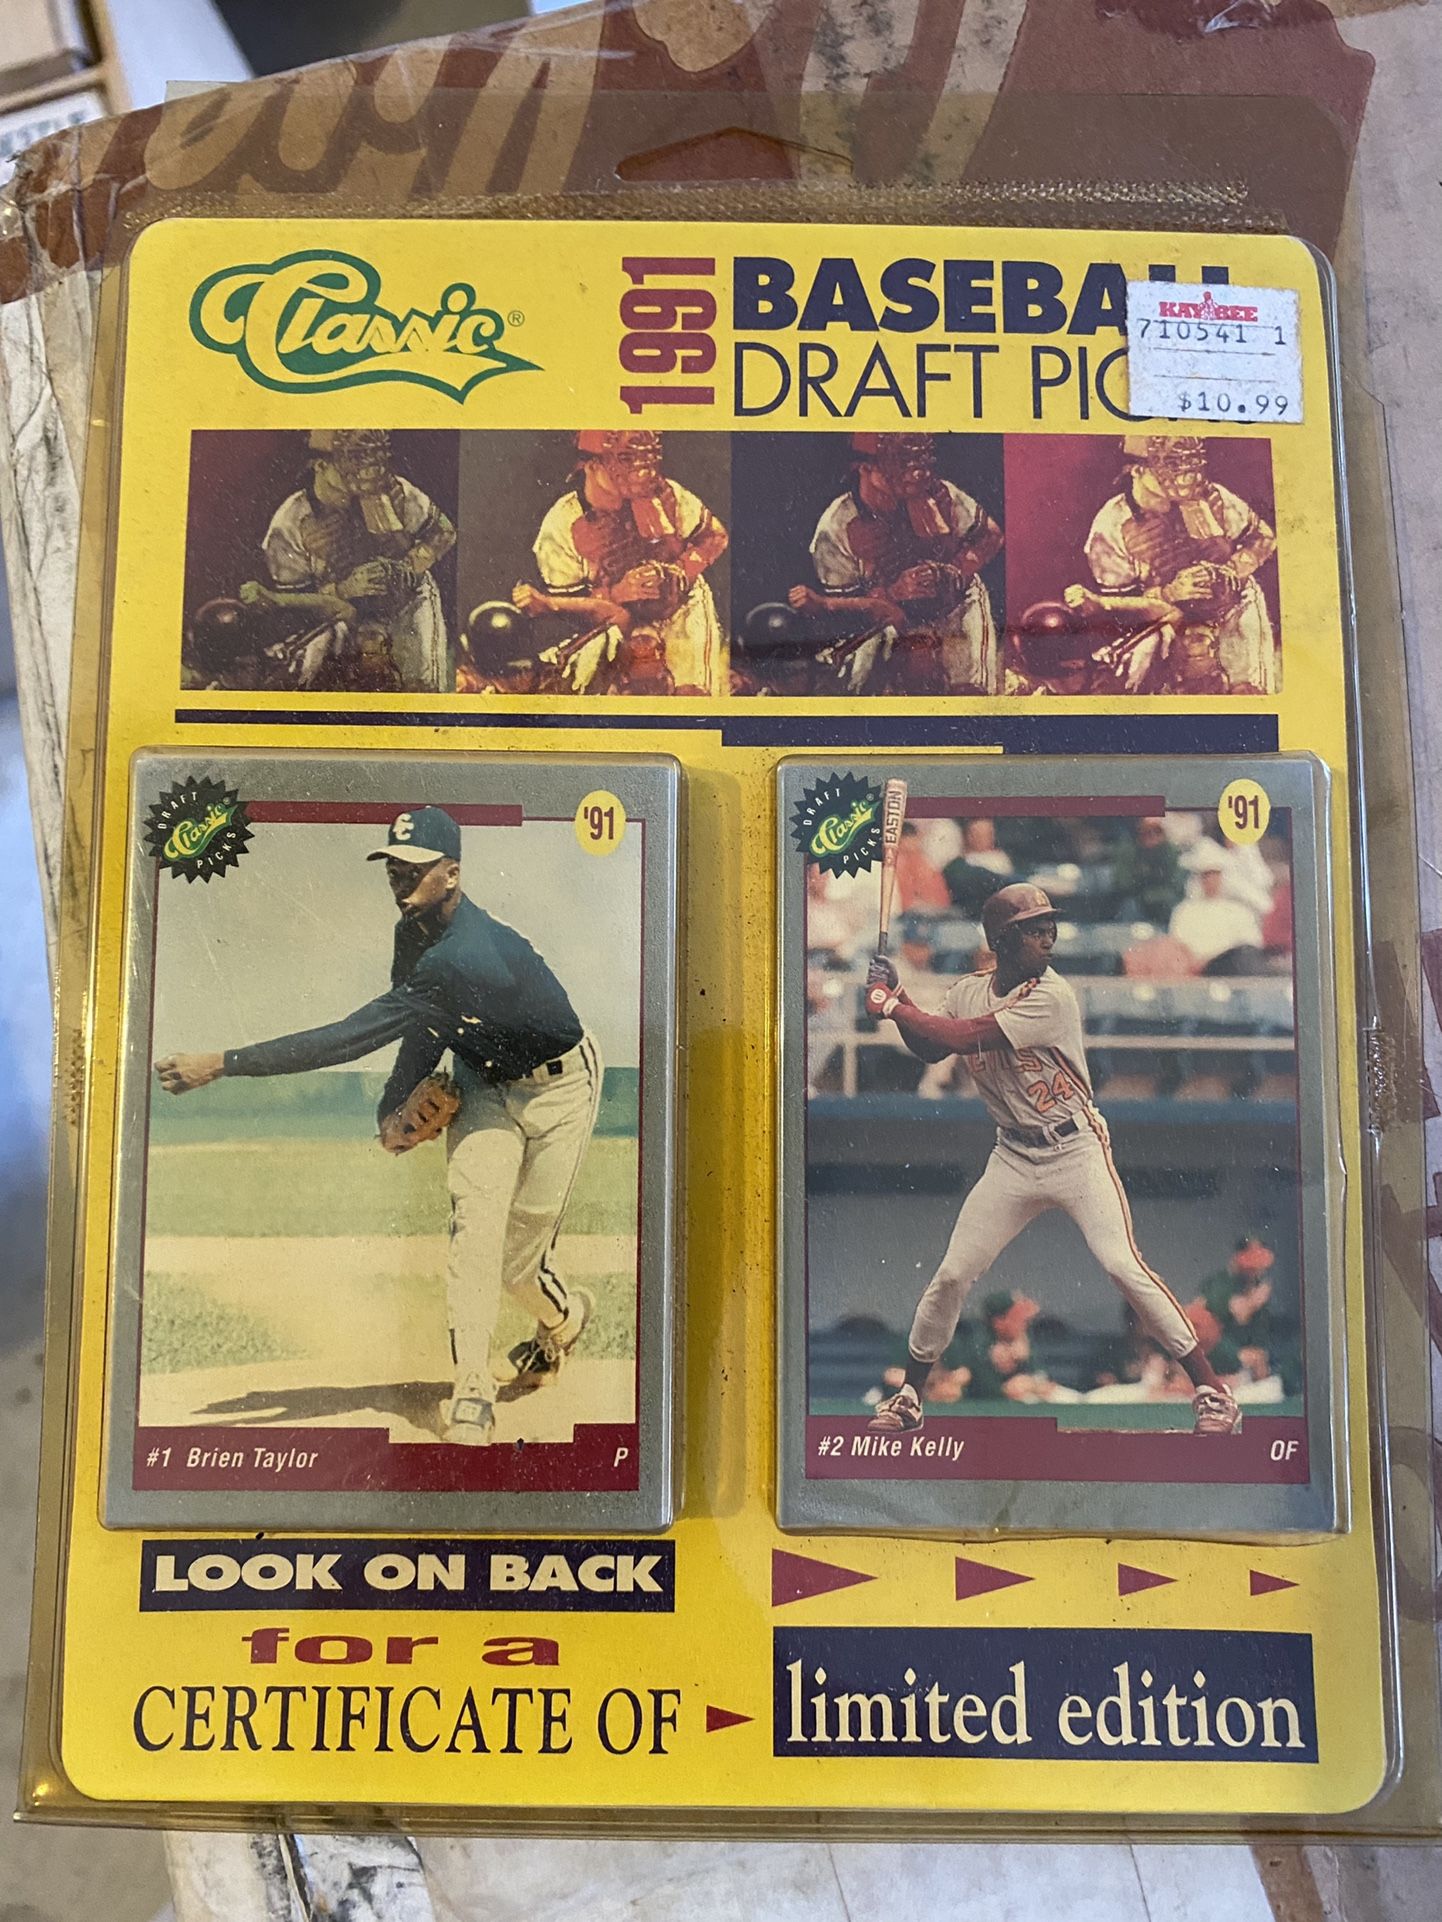 Classic®
1991
BASEBA
DRAFT PIC
KAY BEE
710541 1
$10.99
DRAFT
Classic
PICKS
'91
DRAFT
Classic
PICKS
'91
EASTON
24
#1 Brien Taylor P
#2 Mike Kelly OF
LOOK ON BACK
for a
CERTIFICATE OF
limited edition